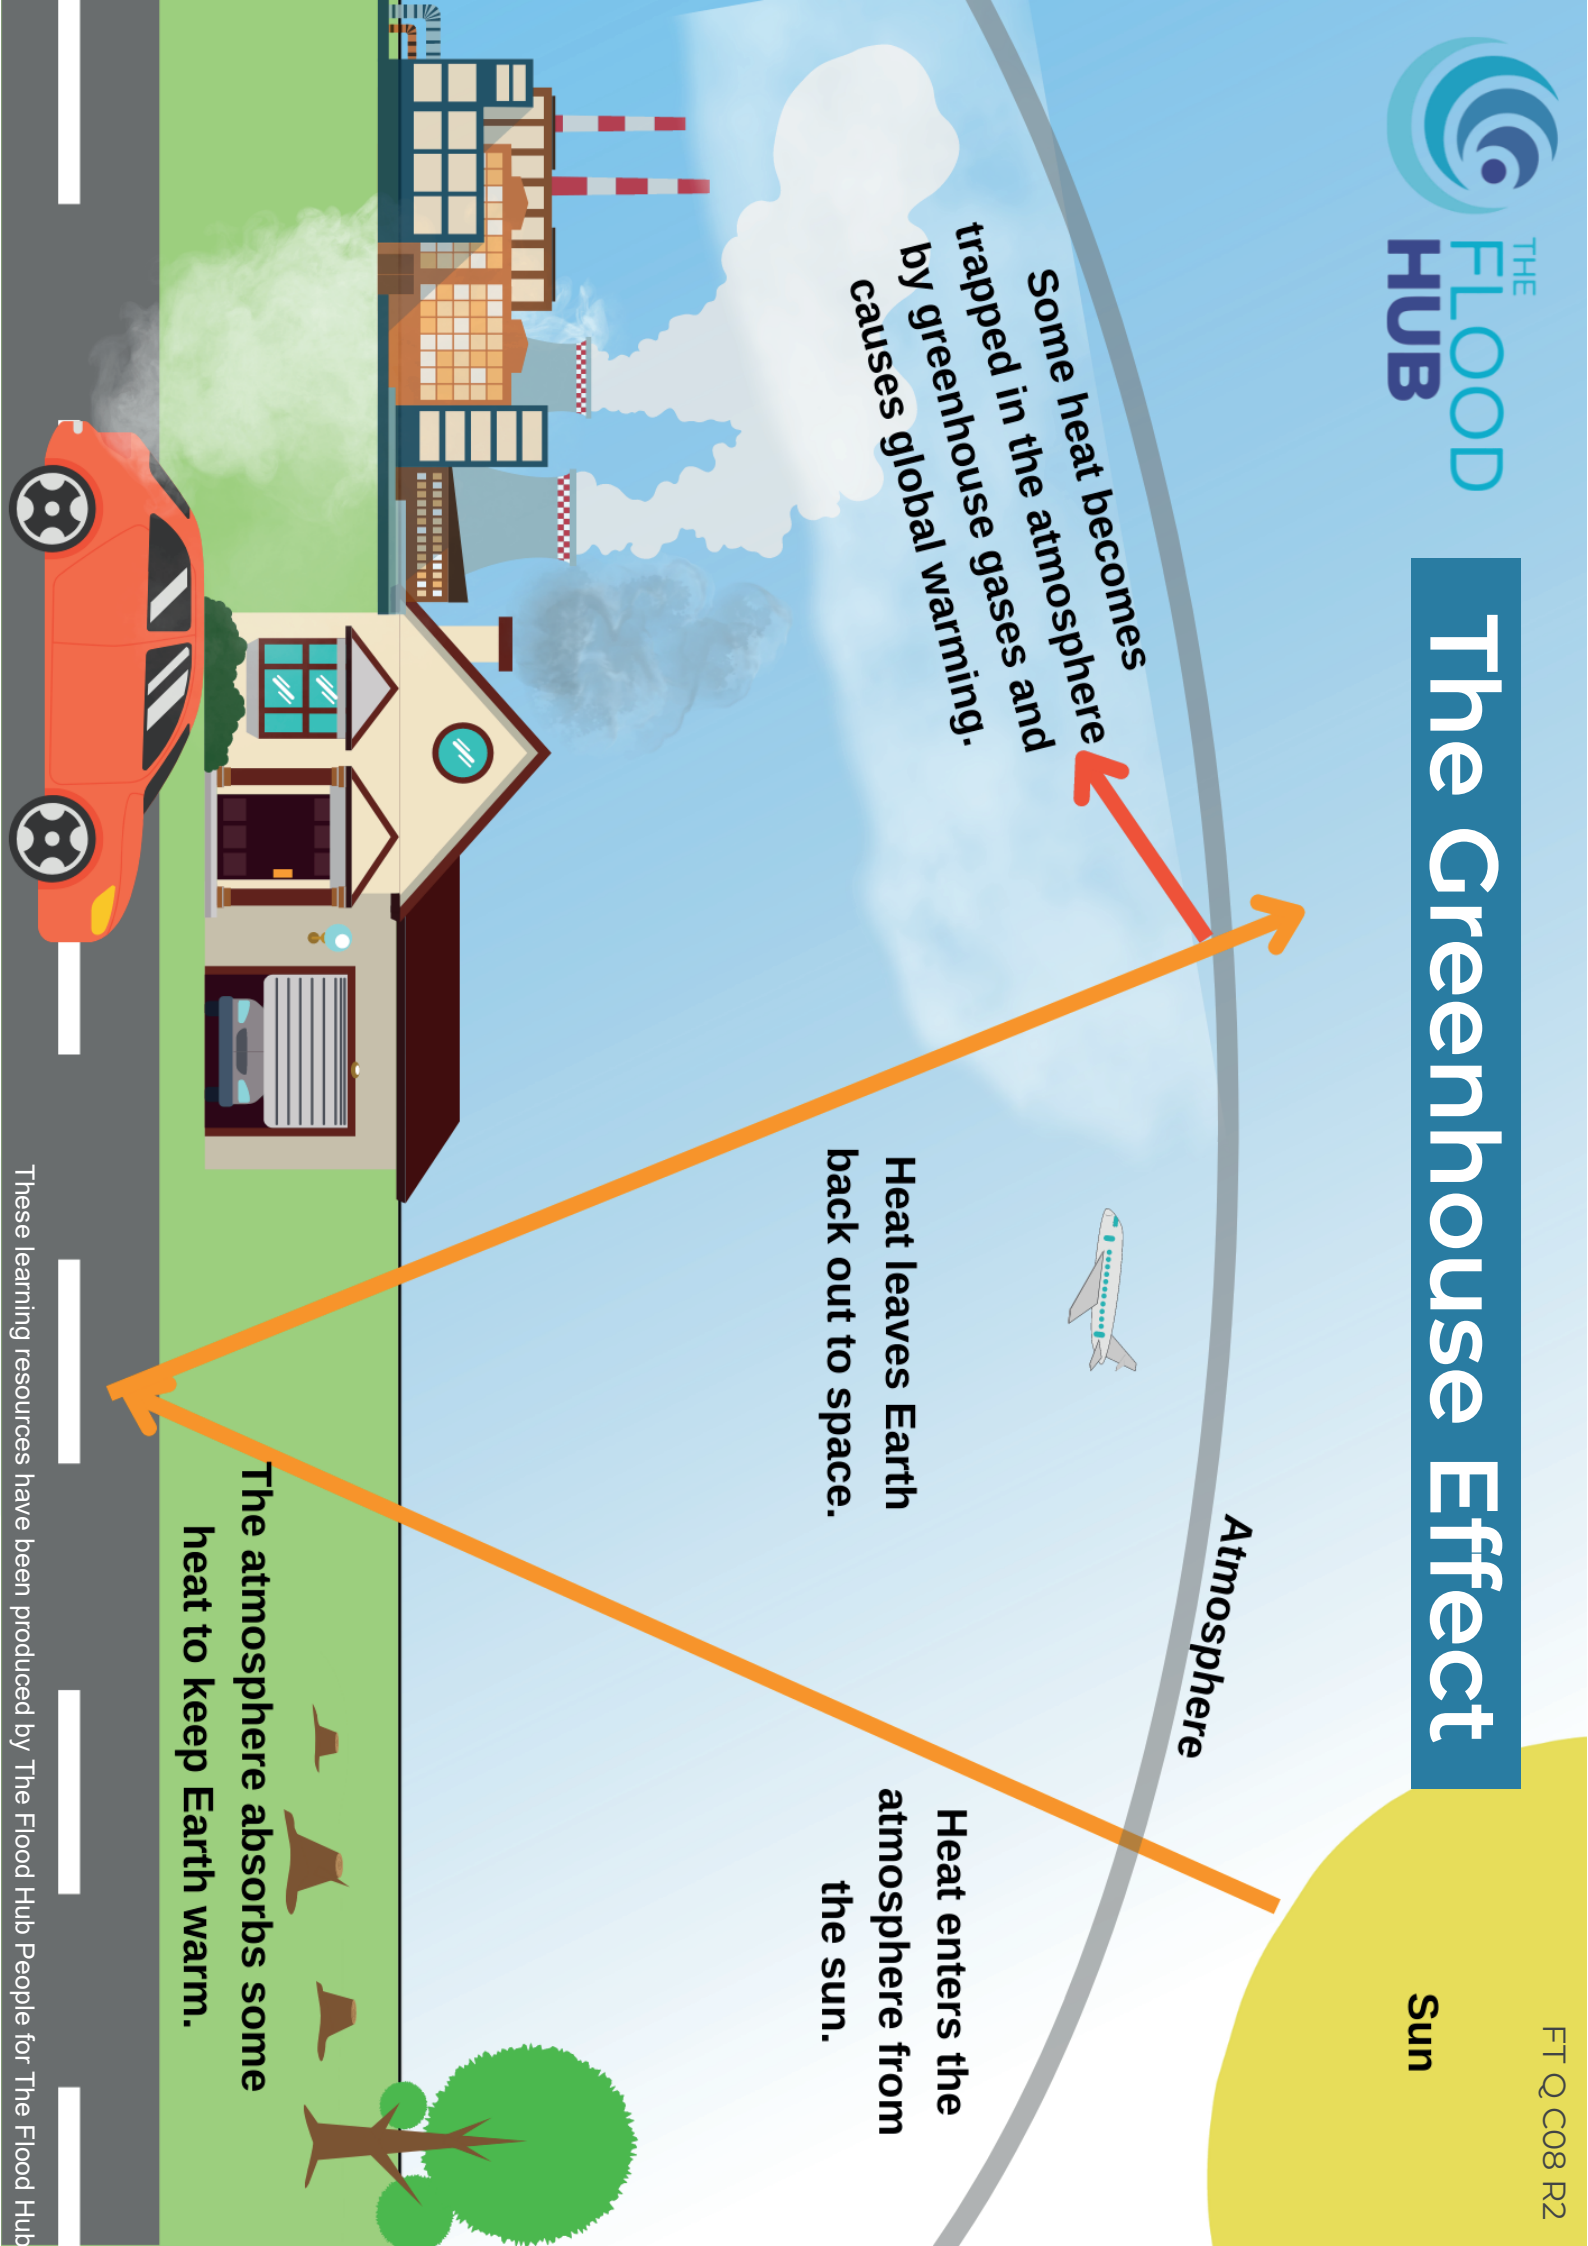 THE
FLOOD
HUB
The Greenhouse Effect
FT Q C08 R2
Sun
Atmosphere
Some heat becomes
trapped in the atmosphere
by greenhouse gases and
causes global warming.
Heat leaves Earth
back out to space.
Heat enters the
atmosphere from
the sun.
The atmosphere absorbs some
heat to keep Earth warm.
These learning resources have been produced by The Flood Hub People for The Flood Hub